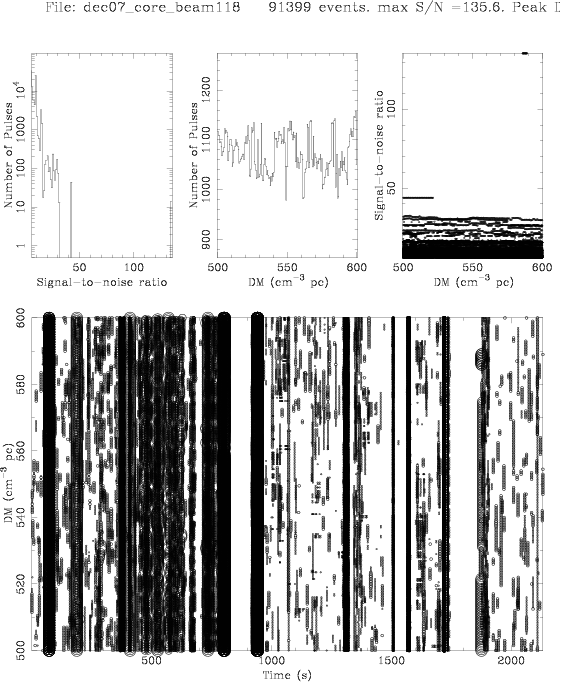 File: dec07_core_beam118 91399 events. max S/N =135.6. Peak D
Number of Pulses
10⁴
1000
100
10
1
50 100
Signal-to-noise ratio
Number of Pulses
1200
1100
1000
900
500 550 600
DM (cm⁻³ pc)
Signal-to-noise ratio
100
50
500 550 600
DM (cm⁻³ pc)
DM (cm⁻³ pc)
600
580
560
540
520
500
500 1000 1500 2000
Time (s)